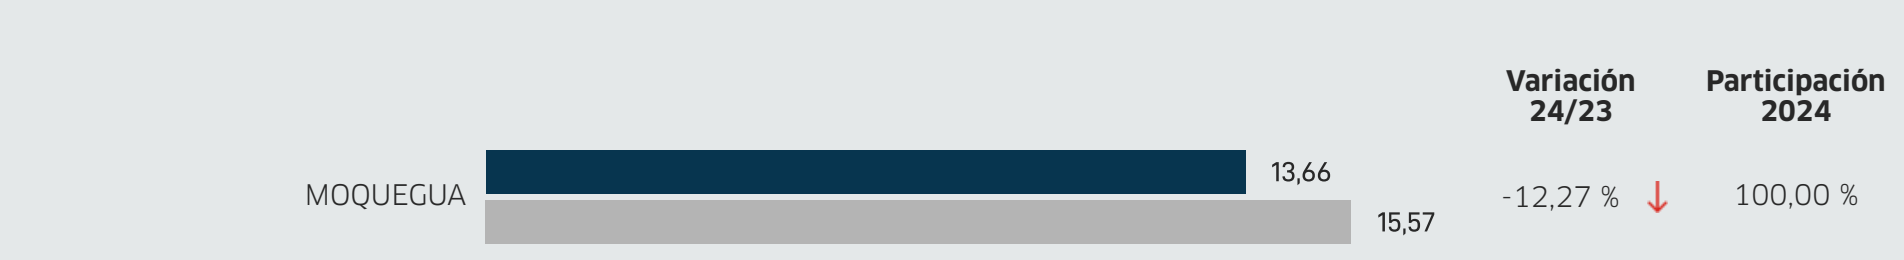 Variación
24/23
Participación
2024
MOQUEGUA
13,66
15,57
-12,27 %
100,00 %